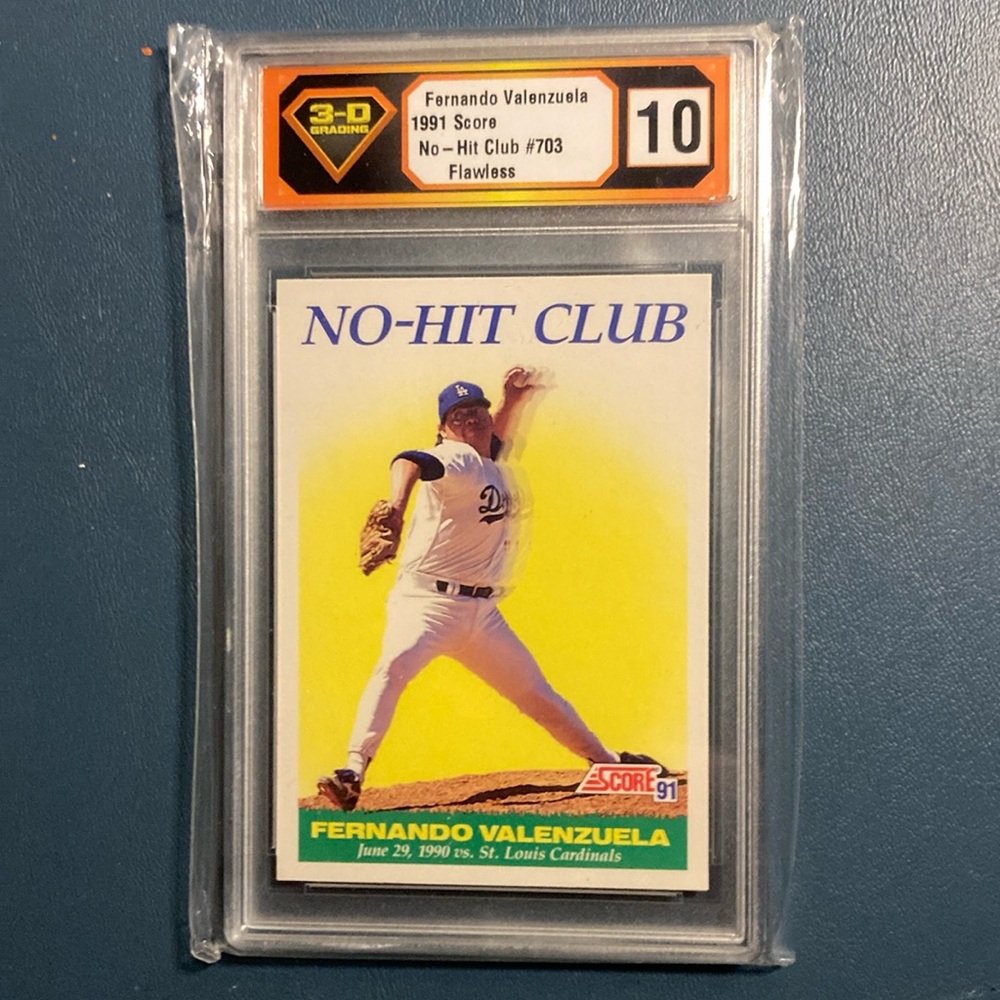 3-D
GRADING
Fernando Valenzuela
1991 Score
No-Hit Club #703
Flawless
10
NO-HIT CLUB
LA
SCORE 91
FERNANDO VALENZUELA
June 29, 1990 vs. St. Louis Cardinals